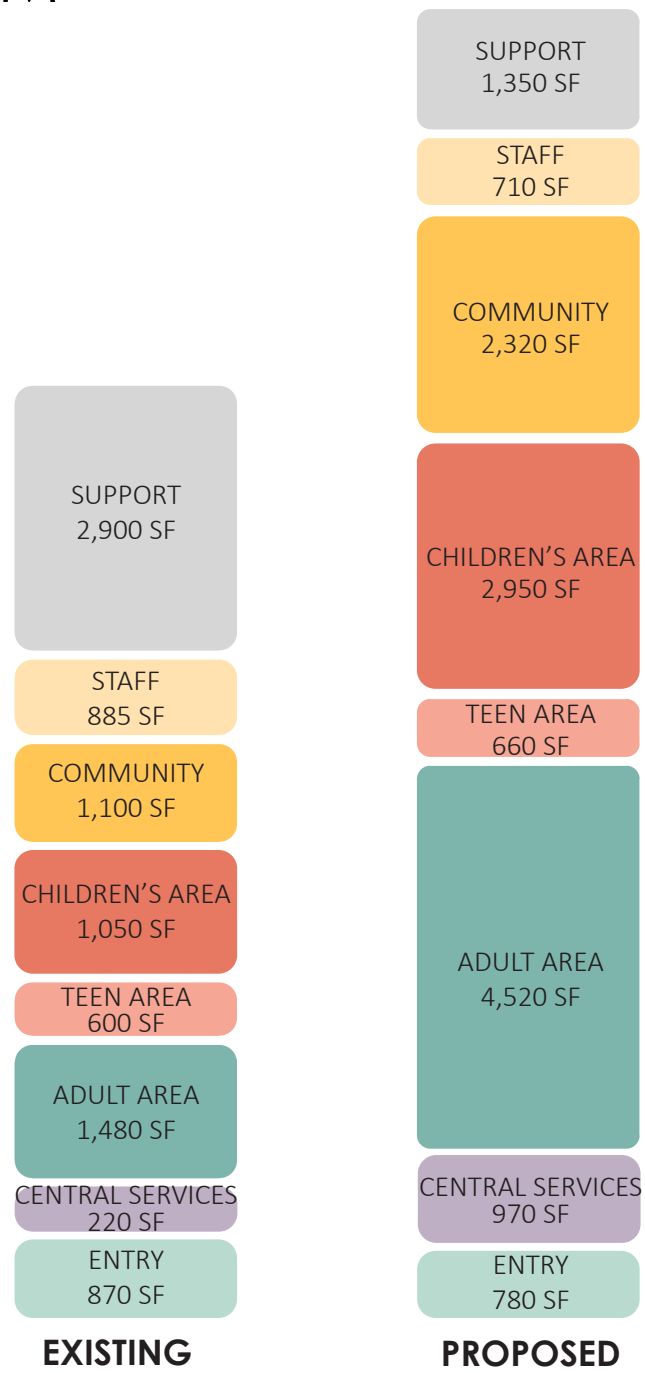 SUPPORT
1,350 SF
STAFF
710 SF
COMMUNITY
2,320 SF
CHILDREN’S AREA
2,950 SF
TEEN AREA
660 SF
ADULT AREA
4,520 SF
CENTRAL SERVICES
970 SF
ENTRY
780 SF
PROPOSED
SUPPORT
2,900 SF
STAFF
885 SF
COMMUNITY
1,100 SF
CHILDREN’S AREA
1,050 SF
TEEN AREA
600 SF
ADULT AREA
1,480 SF
CENTRAL SERVICES
220 SF
ENTRY
870 SF
EXISTING